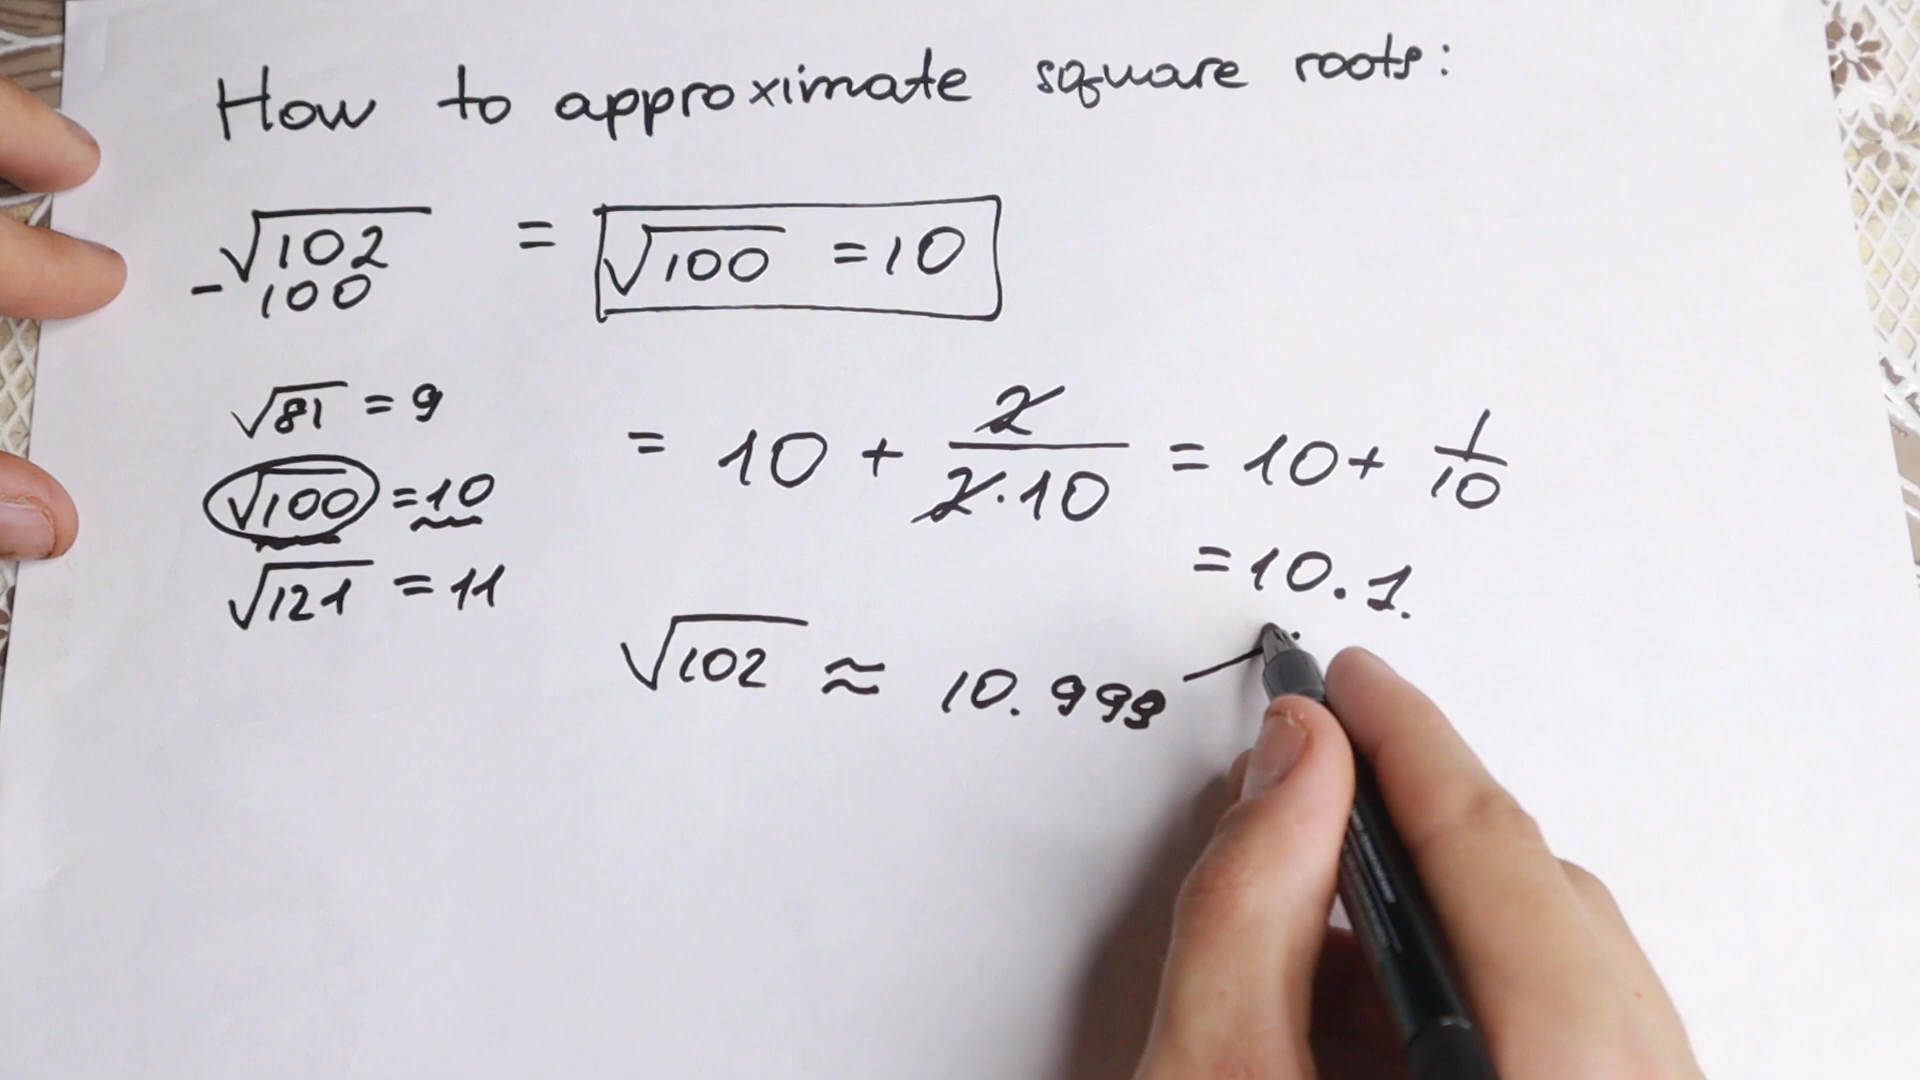 How to approximate square roots:
√102 = √100 = 10
- 100
√81 = 9
√100 = 10
√121 = 11
= 10 + 2/2·10 = 10 + 1/10
= 10.1
√102 ≈ 10.999